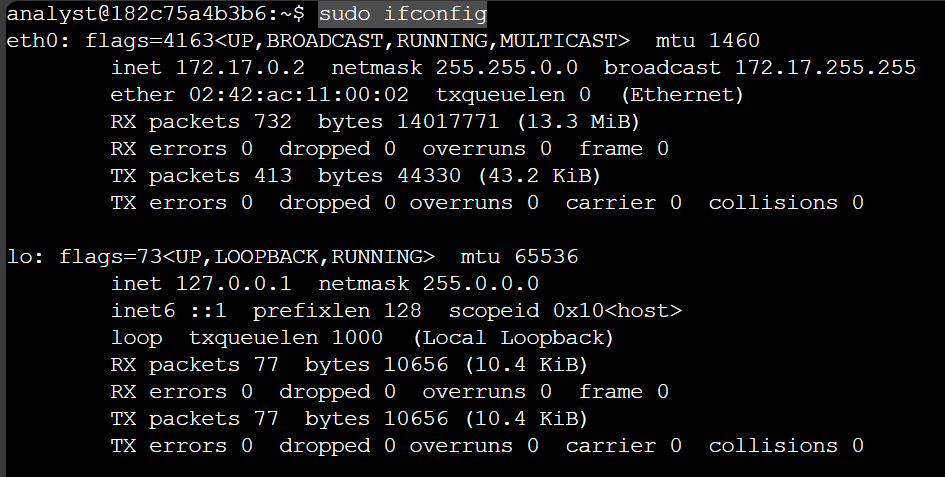 analyst@182c75a4b3b6:~$ sudo ifconfig
eth0: flags=4163<UP,BROADCAST,RUNNING,MULTICAST>  mtu 1460
        inet 172.17.0.2  netmask 255.255.0.0  broadcast 172.17.255.255
        ether 02:42:ac:11:00:02  txqueuelen 0  (Ethernet)
        RX packets 732  bytes 14017771 (13.3 MiB)
        RX errors 0  dropped 0  overruns 0  frame 0
        TX packets 413  bytes 44330 (43.2 KiB)
        TX errors 0  dropped 0 overruns 0  carrier 0  collisions 0

lo: flags=73<UP,LOOPBACK,RUNNING>  mtu 65536
        inet 127.0.0.1  netmask 255.0.0.0
        inet6 ::1  prefixlen 128  scopeid 0x10<host>
        loop  txqueuelen 1000  (Local Loopback)
        RX packets 77  bytes 10656 (10.4 KiB)
        RX errors 0  dropped 0  overruns 0  frame 0
        TX packets 77  bytes 10656 (10.4 KiB)
        TX errors 0  dropped 0 overruns 0  carrier 0  collisions 0